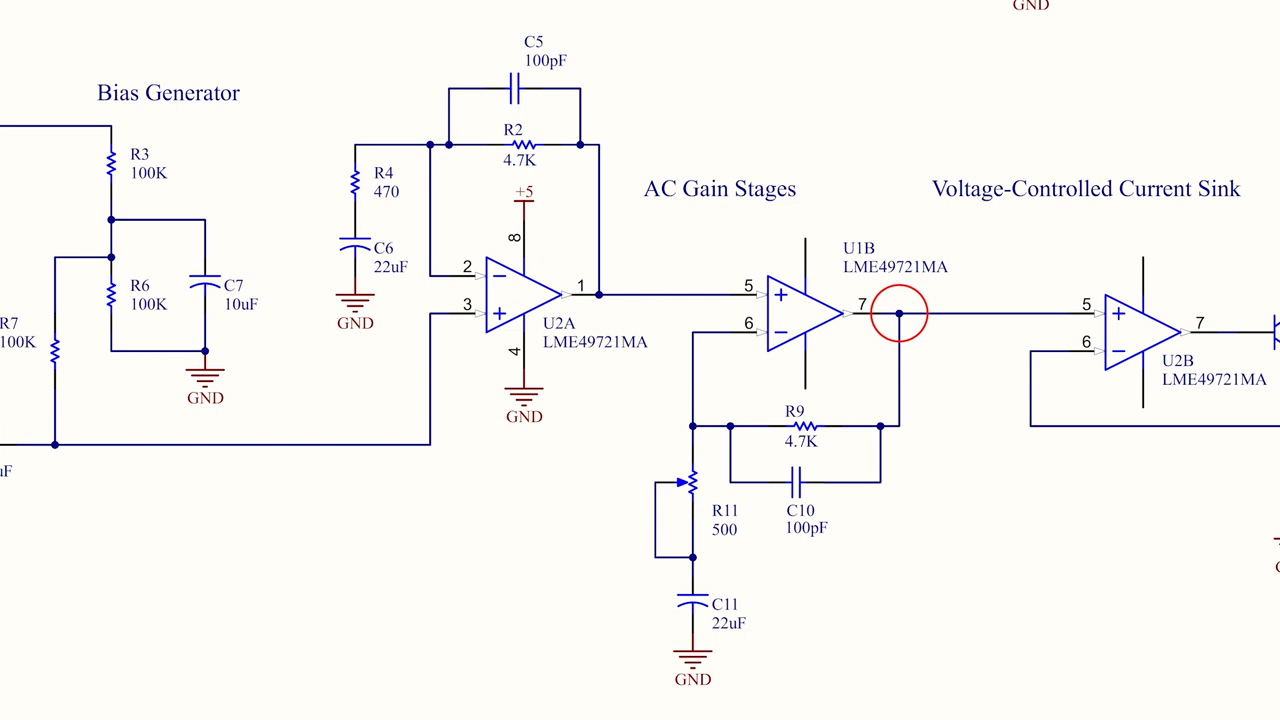 GND
C5
100pF
Bias Generator
R2
4.7K
R3
100K
R4
470
+5
AC Gain Stages
Voltage-Controlled Current Sink
8
C6
22uF
U1B
LME49721MA
2
3
1
5
6
7
5
6
7
R6
100K
C7
10uF
GND
R7
100K
U2A
LME49721MA
4
U2B
LME49721MA
GND
GND
R9
4.7K
uF
R11
500
C10
100pF
C11
22uF
GND